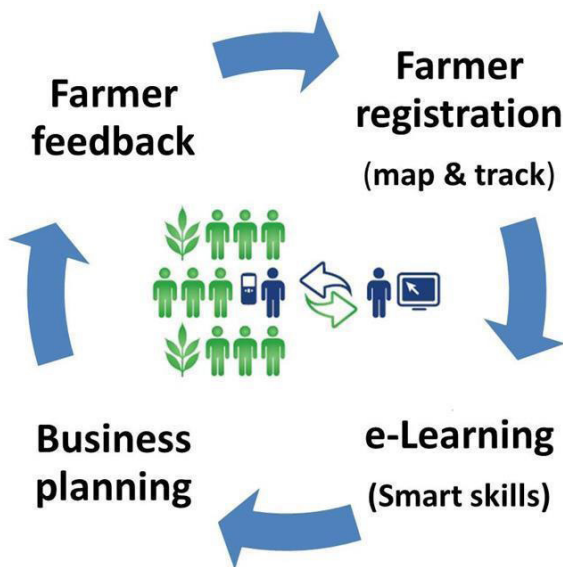 Farmer
feedback
Farmer
registration
(map & track)
e-Learning
(Smart skills)
Business
planning